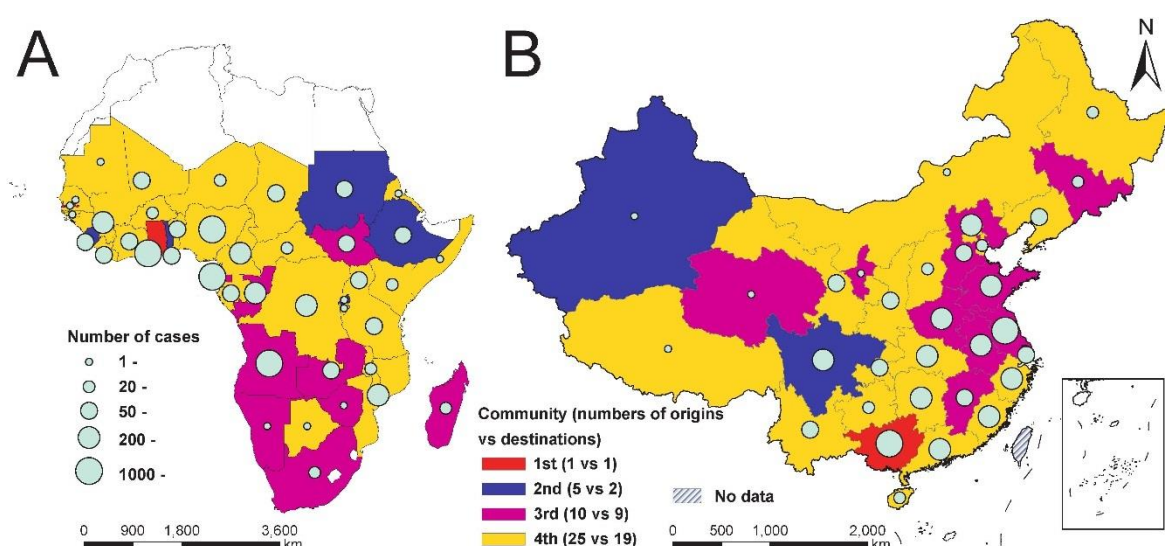 A
B
N
Number of cases
1 -
20 -
50 -
200 -
1000 -
0 900 1,800 3,600
km
Community (numbers of origins
vs destinations)
1st (1 vs 1)
2nd (5 vs 2)
3rd (10 vs 9)
4th (25 vs 19)
No data
0 500 1,000 2,000
km